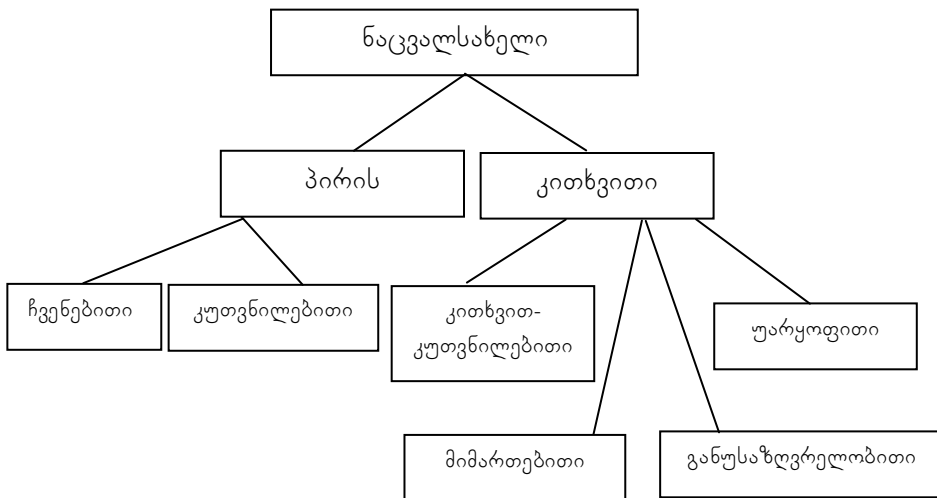 ნაცვალსახელი
პირის
კითხვითი
ჩვენებითი
კუთვნილებითი
კითხვით-
კუთვნილებითი
უარყოფითი
მიმართებითი
განუსაზღვრელობითი